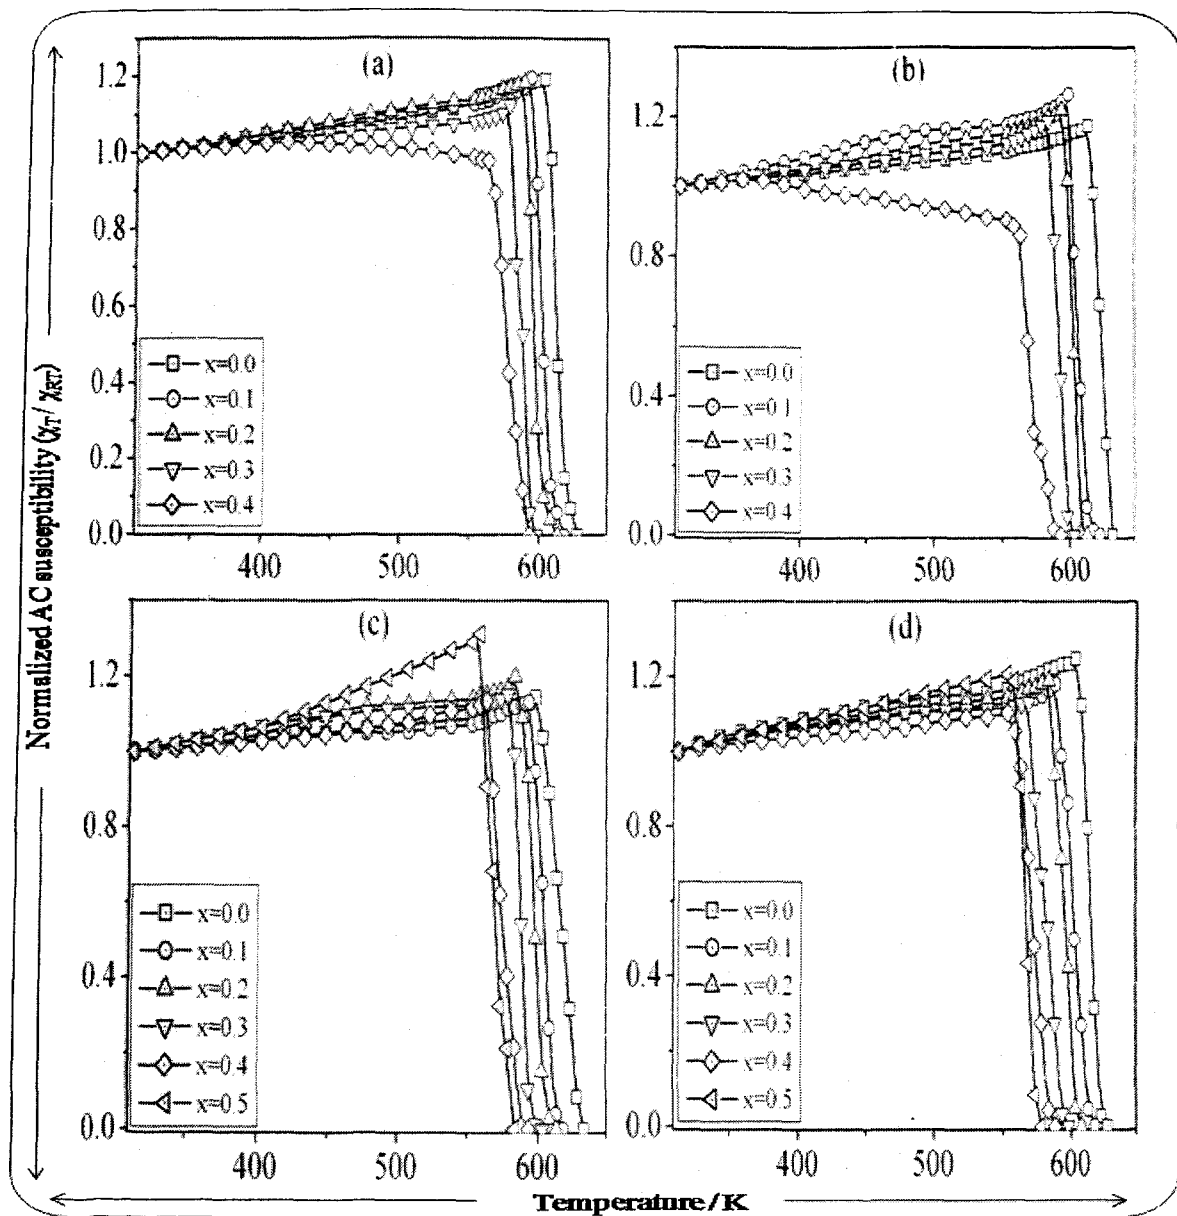 Normalized AC susceptibility (χT / χRT)
(a)
1.2
1.0
0.8
0.6
0.4
0.2
0.0
x=0.0
x=0.1
x=0.2
x=0.3
x=0.4
400
500
600
(b)
1.2
0.8
0.4
0.0
x=0.0
x=0.1
x=0.2
x=0.3
x=0.4
400
500
600
(c)
1.2
0.8
0.4
0.0
x=0.0
x=0.1
x=0.2
x=0.3
x=0.4
x=0.5
400
500
600
(d)
1.2
0.8
0.4
0.0
x=0.0
x=0.1
x=0.2
x=0.3
x=0.4
x=0.5
400
500
600
Temperature / K